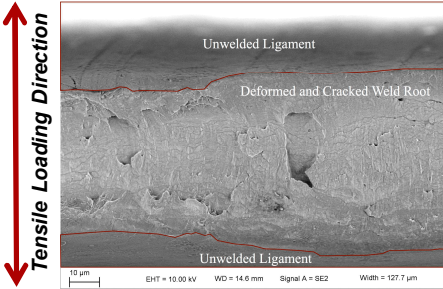 Tensile Loading Direction
Unwelded Ligament
Deformed and Cracked Weld Root
Unwelded Ligament
10 µm
EHT = 10.00 kV
WD = 14.6 mm
Signal A = SE2
Width = 127.7 µm